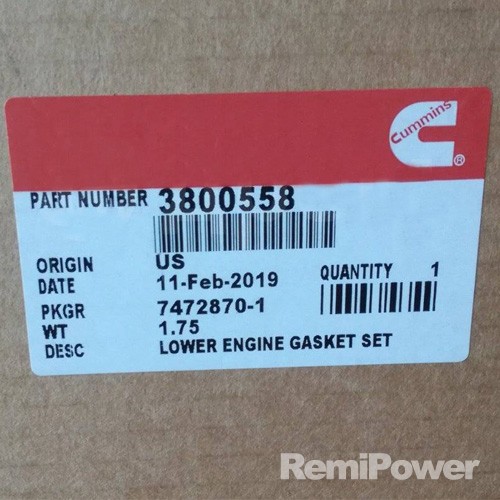 Cummins
®
PART NUMBER 3800558
ORIGIN US
DATE 11-Feb-2019 QUANTITY 1
PKGR 7472870-1
WT 1.75
DESC LOWER ENGINE GASKET SET
RemiPower